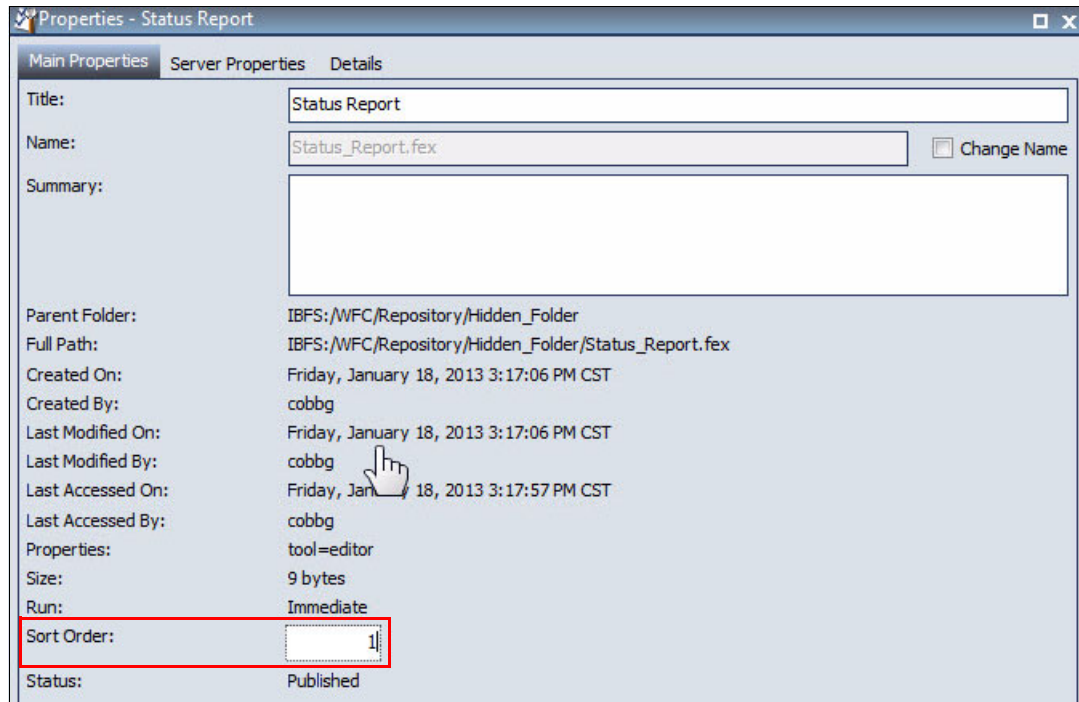 Properties - Status Report
Main Properties Server Properties Details
Title: Status Report
Name: Status_Report.fex Change Name
Summary:
Parent Folder: IBFS:/WFC/Repository/Hidden_Folder
Full Path: IBFS:/WFC/Repository/Hidden_Folder/Status_Report.fex
Created On: Friday, January 18, 2013 3:17:06 PM CST
Created By: cobbg
Last Modified On: Friday, January 18, 2013 3:17:06 PM CST
Last Modified By: cobbg
Last Accessed On: Friday, January 18, 2013 3:17:57 PM CST
Last Accessed By: cobbg
Properties: tool=editor
Size: 9 bytes
Run: Immediate
Sort Order: 1
Status: Published